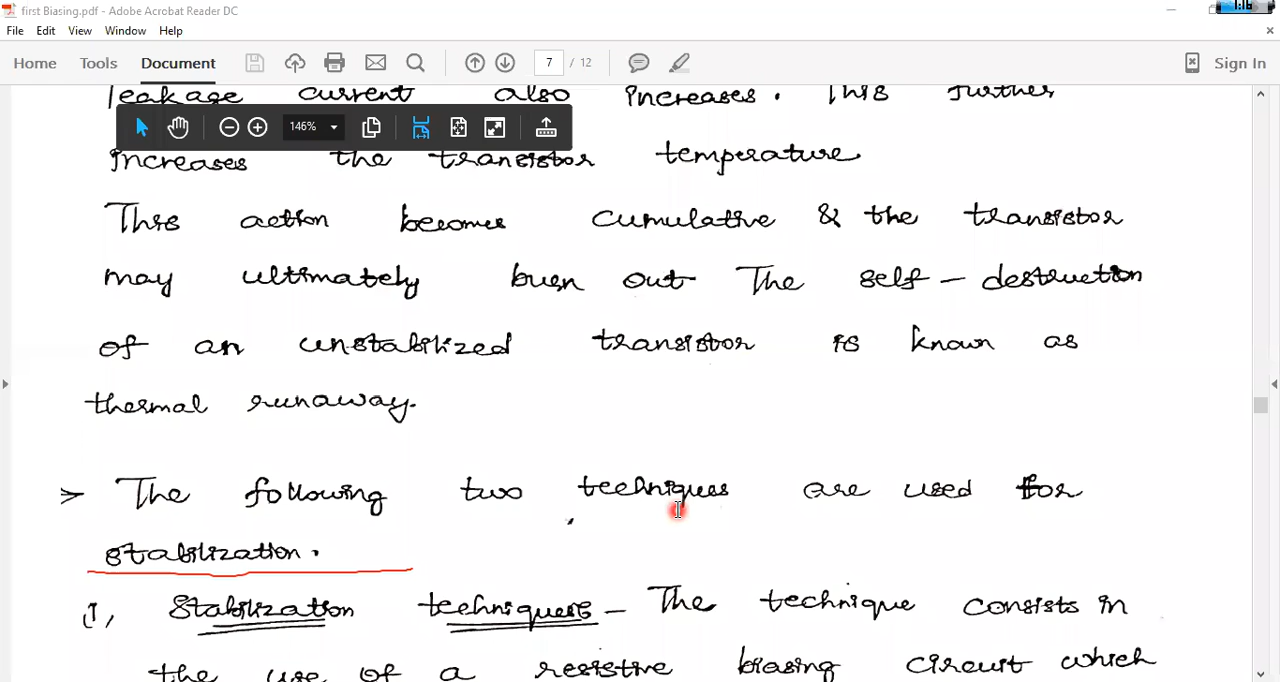 first Biasing.pdf - Adobe Acrobat Reader DC
1:16
File Edit View Window Help
Home Tools Document 7 / 12 Sign In
leakage current also increases. This further
146%
increases the transistor temperature
This action becomes cumulative & the transistor
may ultimately burn out The self - destruction
of an unstabilized transistor is known as
thermal runaway.
> The following two techniques are used for
stabilization.
(1), Stabilization techniques - The technique consists in
the use of a resistive biasing circuit which